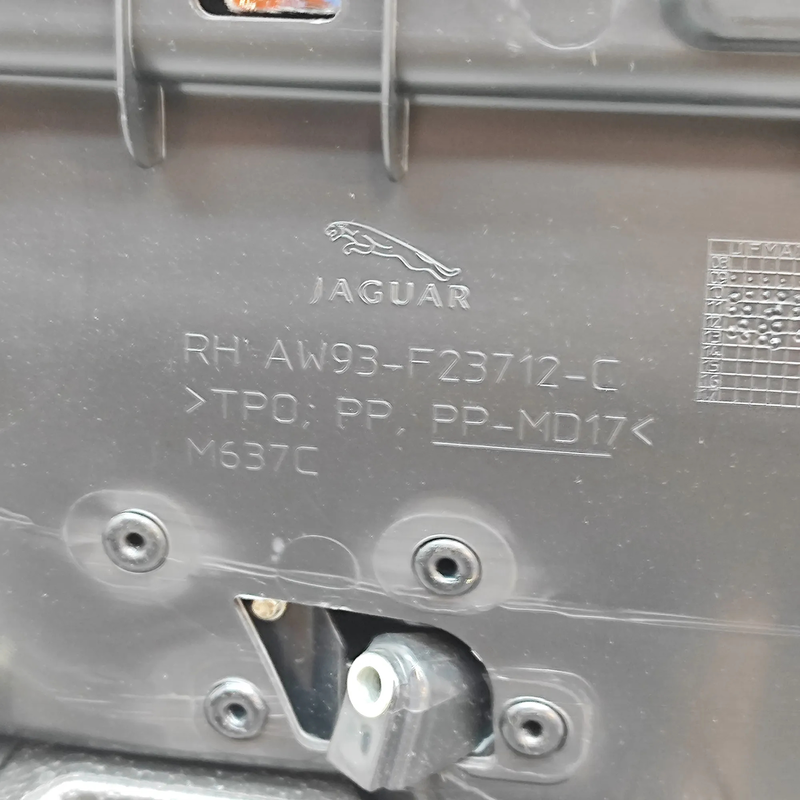 JAGUAR
RH AW93-F23712-C
>TPO; PP, PP-MD17<
M637C